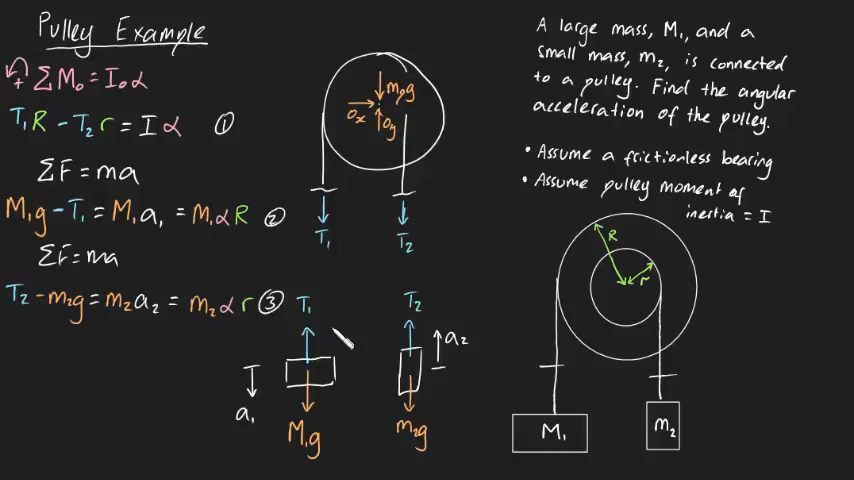 Pulley Example
ΣM₀ = I₀α
+
T₁R - T₂r = Iα ①
ΣF = ma
M₁g - T₁ = M₁a₁ = M₁αR ②
ΣF = ma
T₂ - m₂g = m₂a₂ = m₂αr ③
mₚg
Oₓ
Oᵧ
T₁
T₂
T₁
T₂
a₂
a₁
M₁g
m₂g
A large mass, M₁, and a
small mass, m₂, is connected
to a pulley. Find the angular
acceleration of the pulley.
• Assume a frictionless bearing
• Assume pulley moment of
inertia = I
R
r
M₁
m₂